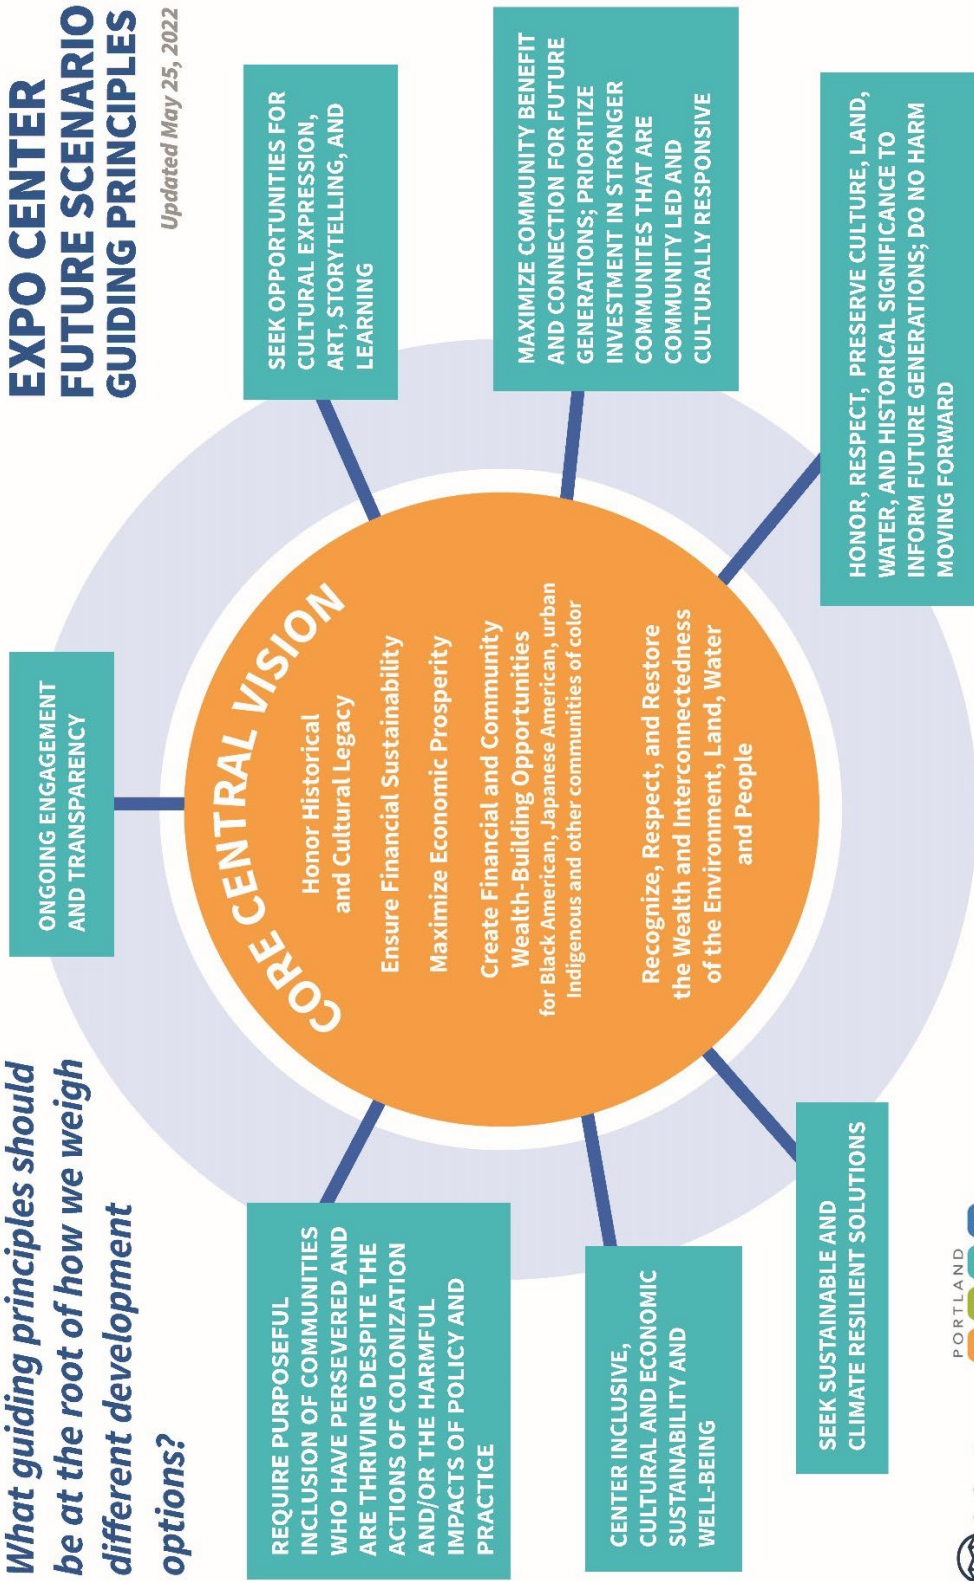 What guiding principles should
be at the root of how we weigh
different development
options?
EXPO CENTER
FUTURE SCENARIO
GUIDING PRINCIPLES
Updated May 25, 2022
ONGOING ENGAGEMENT
AND TRANSPARENCY
SEEK OPPORTUNITIES FOR
CULTURAL EXPRESSION,
ART, STORYTELLING, AND
LEARNING
MAXIMIZE COMMUNITY BENEFIT
AND CONNECTION FOR FUTURE
GENERATIONS; PRIORITIZE
INVESTMENT IN STRONGER
COMMUNITES THAT ARE
COMMUNITY LED AND
CULTURALLY RESPONSIVE
HONOR, RESPECT, PRESERVE CULTURE, LAND,
WATER, AND HISTORICAL SIGNIFICANCE TO
INFORM FUTURE GENERATIONS; DO NO HARM
MOVING FORWARD
SEEK SUSTAINABLE AND
CLIMATE RESILIENT SOLUTIONS
CENTER INCLUSIVE,
CULTURAL AND ECONOMIC
SUSTAINABILITY AND
WELL-BEING
REQUIRE PURPOSEFUL
INCLUSION OF COMMUNITIES
WHO HAVE PERSEVERED AND
ARE THRIVING DESPITE THE
ACTIONS OF COLONIZATION
AND/OR THE HARMFUL
IMPACTS OF POLICY AND
PRACTICE
CORE CENTRAL VISION
Honor Historical
and Cultural Legacy
Ensure Financial Sustainability
Maximize Economic Prosperity
Create Financial and Community
Wealth-Building Opportunities
for Black American, Japanese American, urban
Indigenous and other communities of color
Recognize, Respect, and Restore
the Wealth and Interconnectedness
of the Environment, Land, Water
and People
PORTLAND